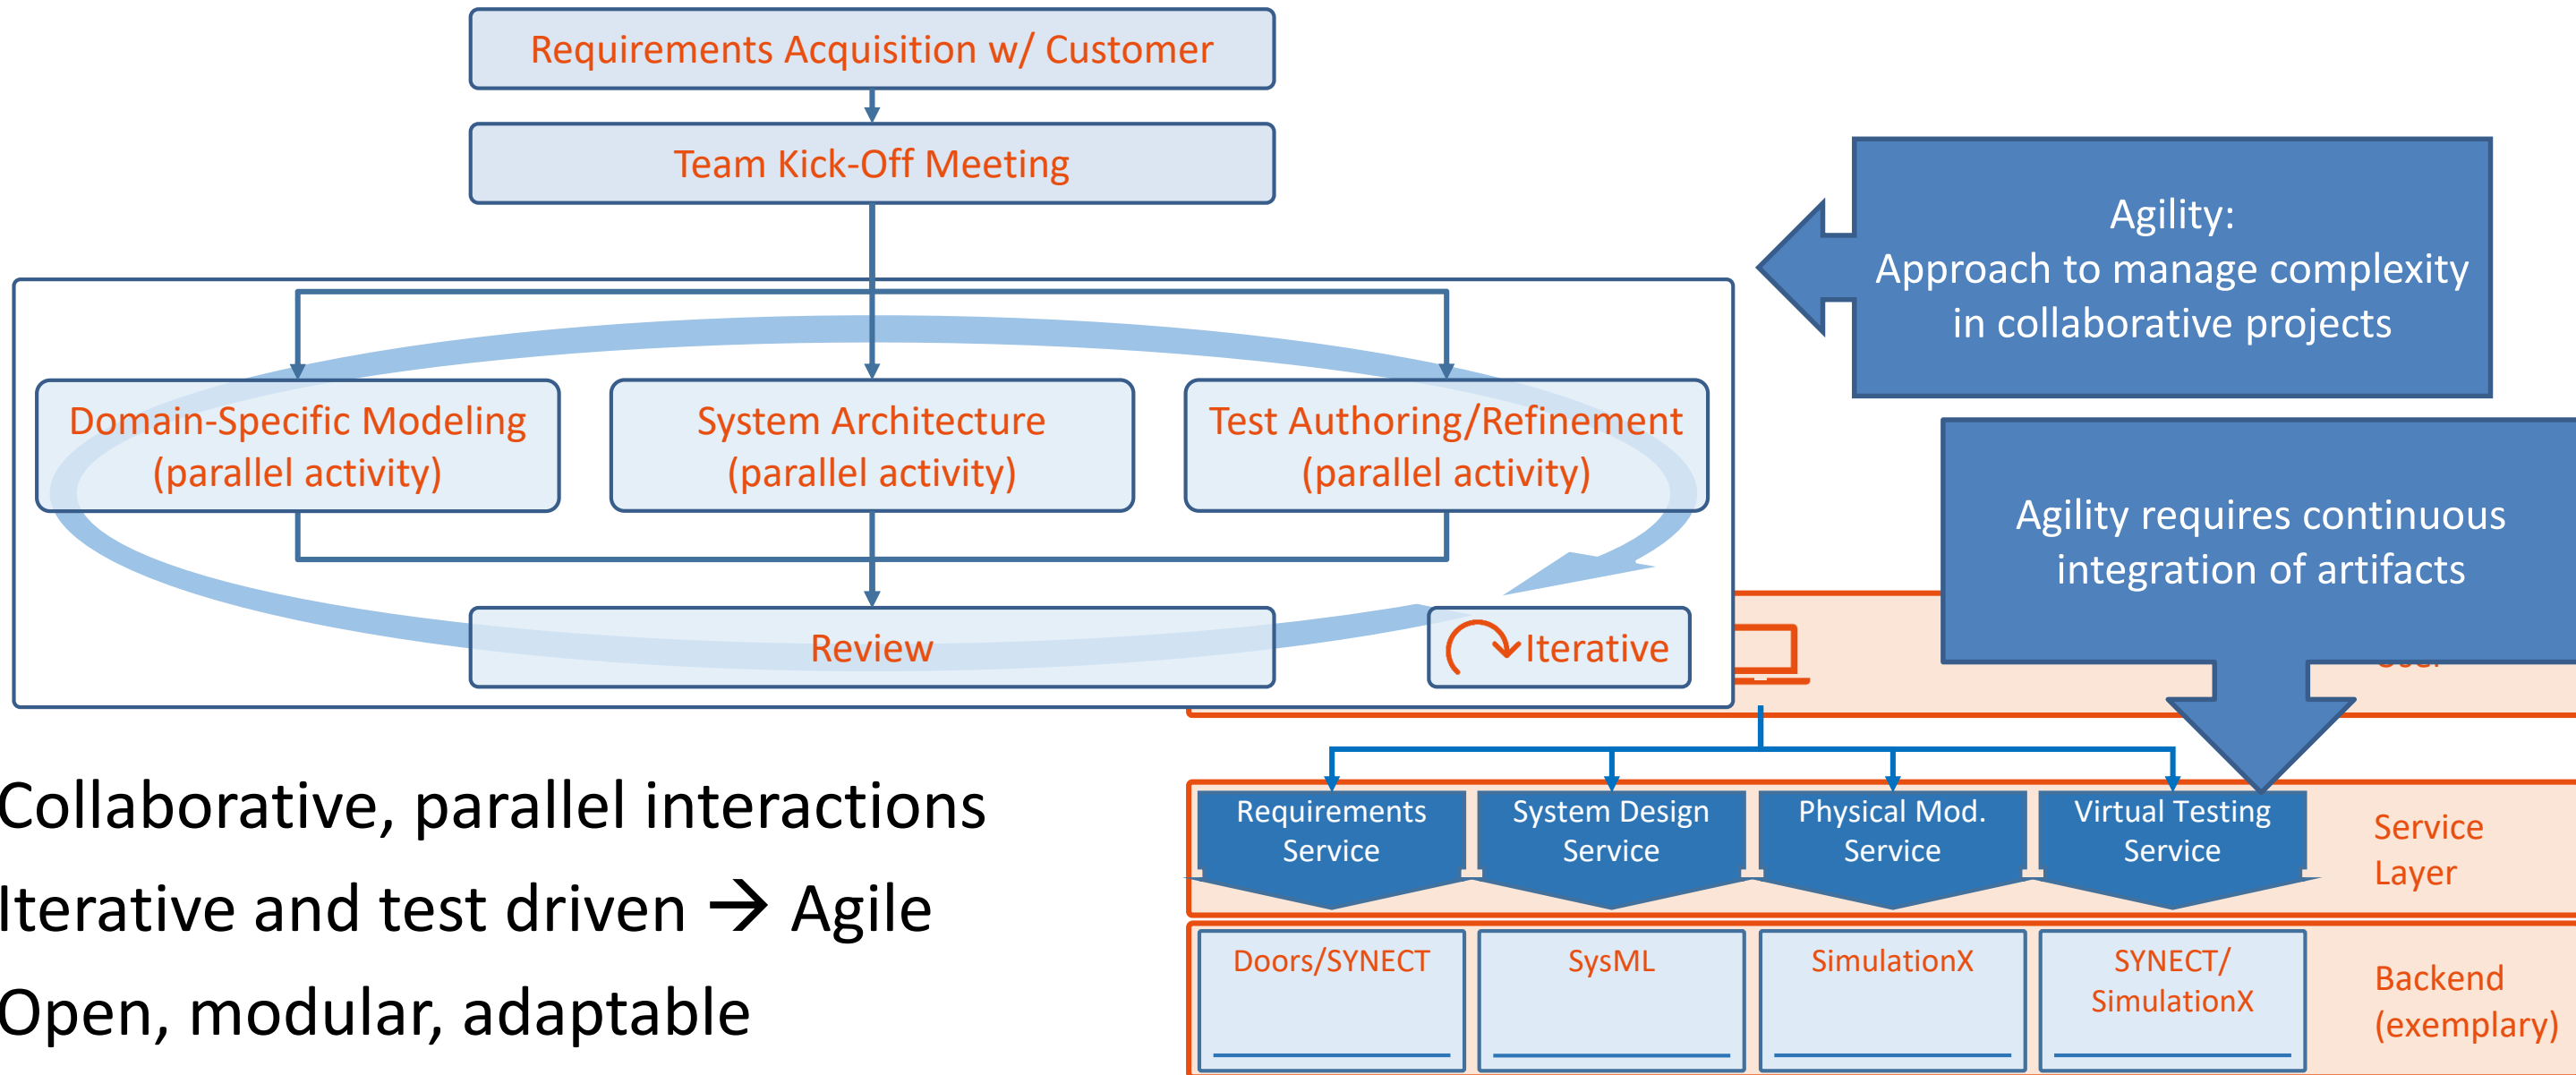 Requirements Acquisition w/ Customer
Team Kick-Off Meeting
Agility:
Approach to manage complexity
in collaborative projects
Domain-Specific Modeling
(parallel activity)
System Architecture
(parallel activity)
Test Authoring/Refinement
(parallel activity)
Agility requires continuous
integration of artifacts
Review
Iterative
Collaborative, parallel interactions
Iterative and test driven → Agile
Open, modular, adaptable
Requirements
Service
System Design
Service
Physical Mod.
Service
Virtual Testing
Service
Service
Layer
Doors/SYNECT
SysML
SimulationX
SYNECT/
SimulationX
Backend
(exemplary)